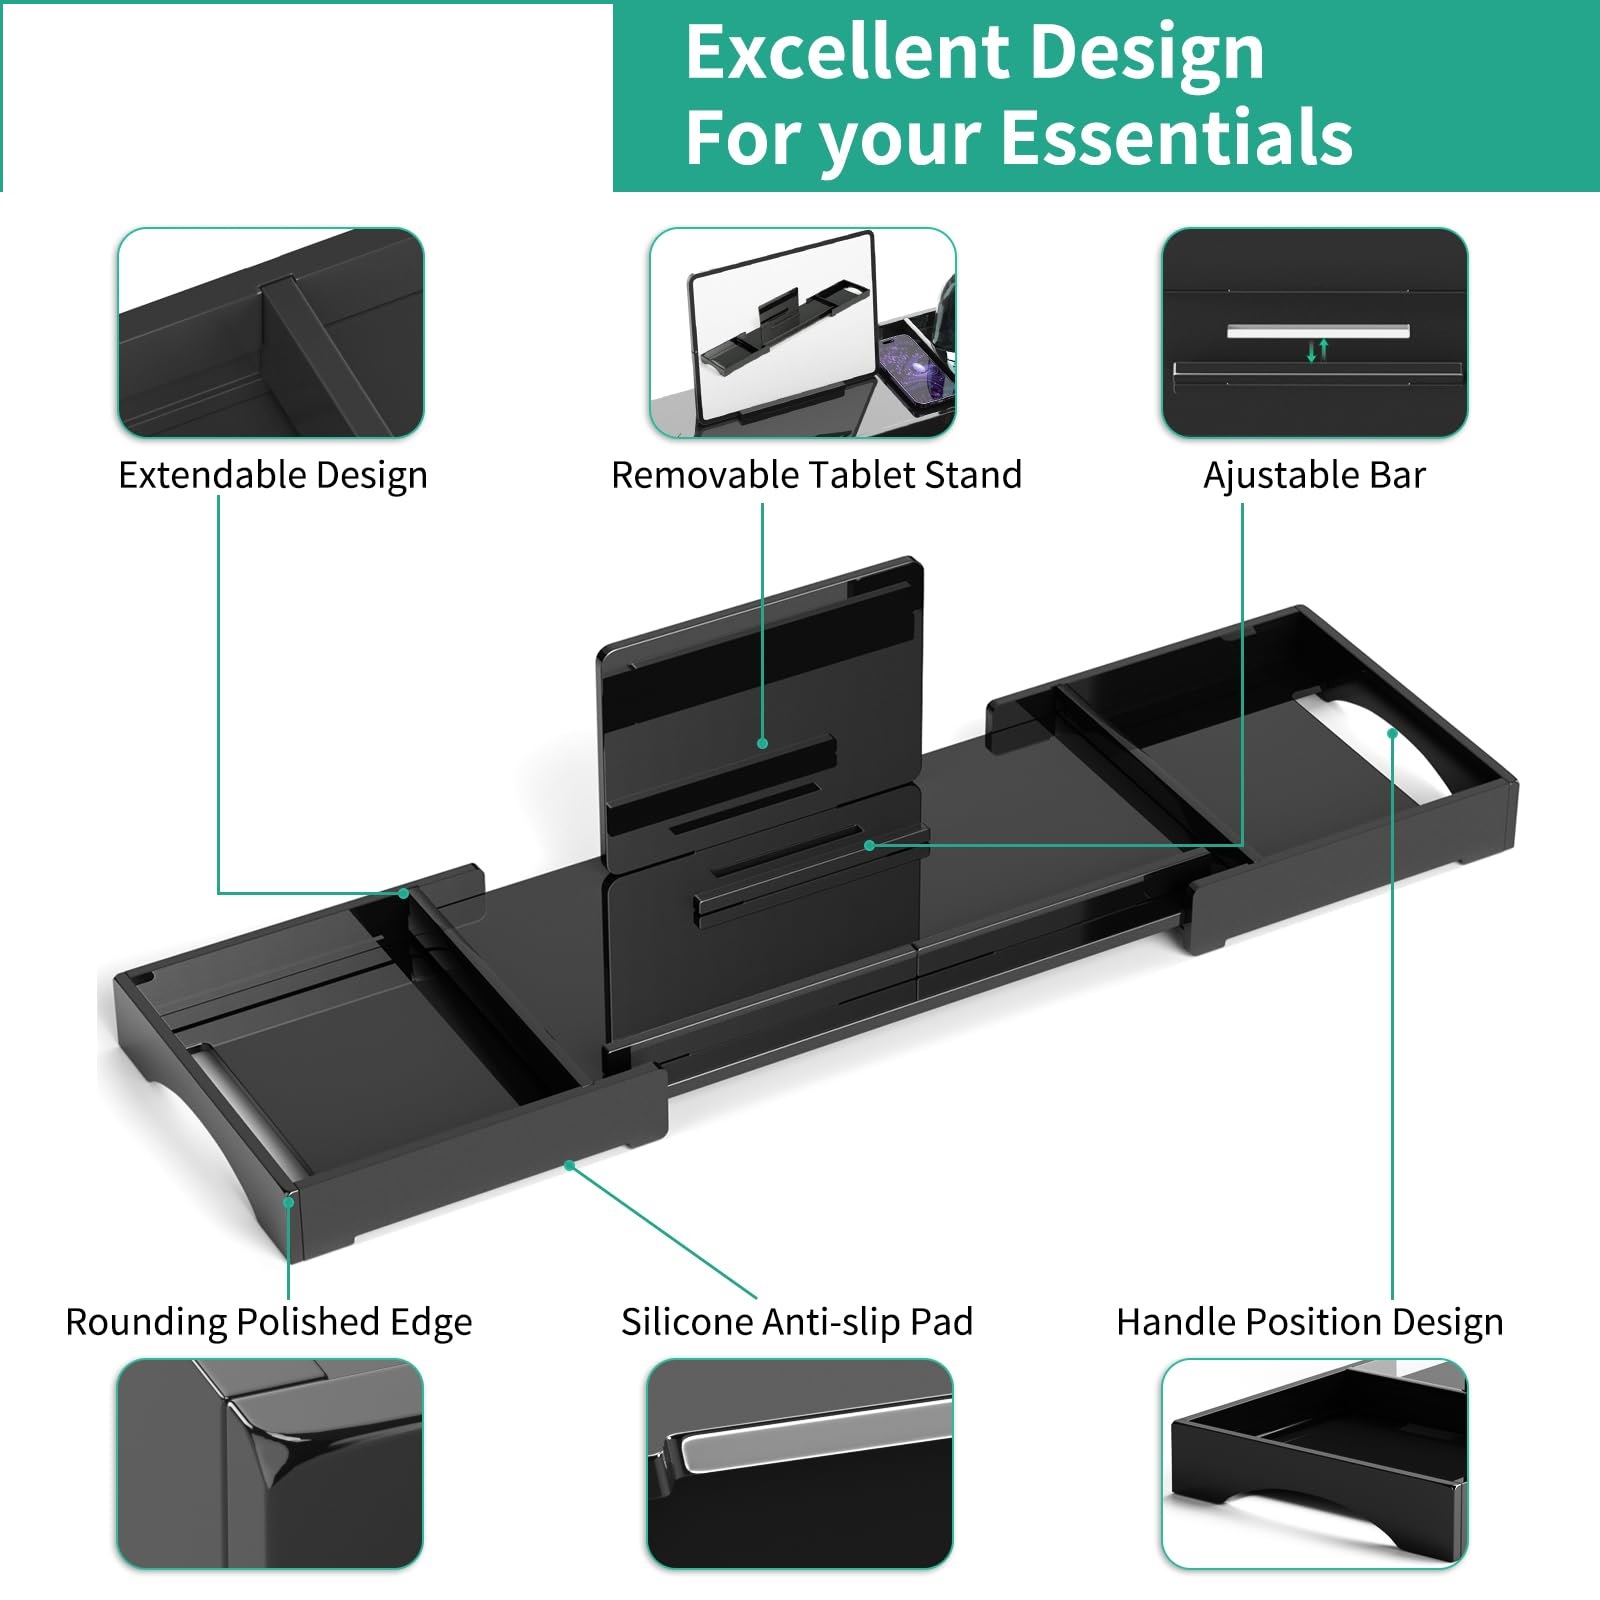 Excellent Design
For your Essentials
Extendable Design
Removable Tablet Stand
Ajustable Bar
Rounding Polished Edge
Silicone Anti-slip Pad
Handle Position Design